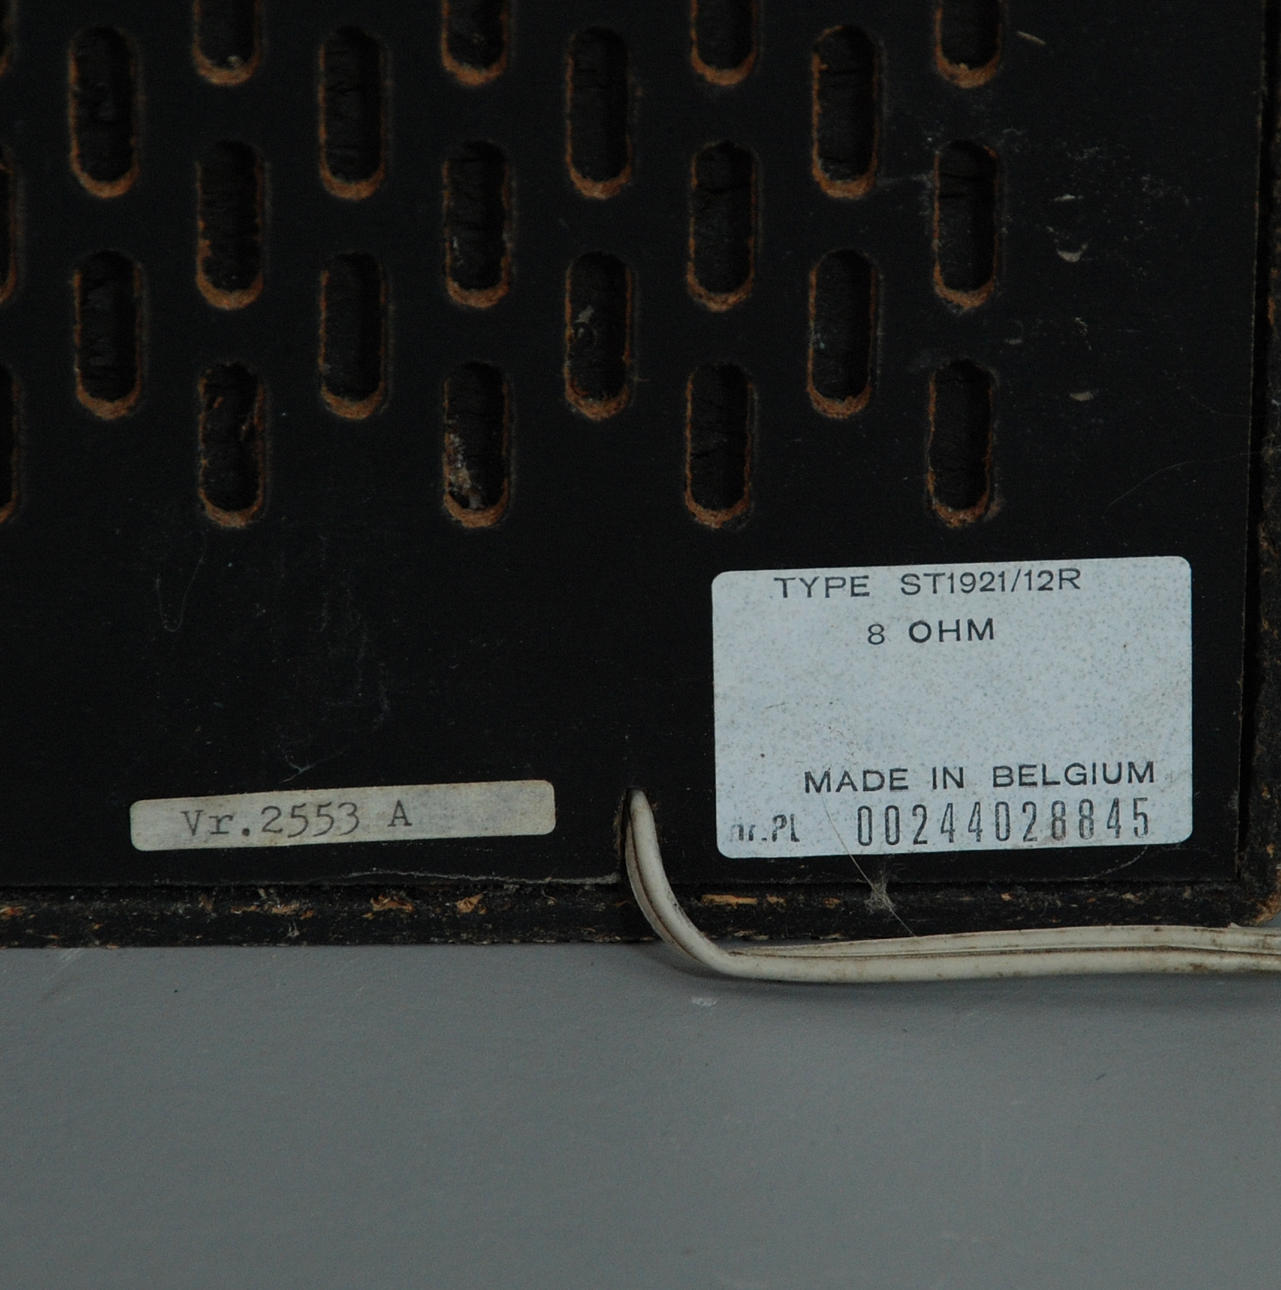 TYPE ST1921/12R
8 OHM
MADE IN BELGIUM
nr.PL 00244028845
Vr.2553 A